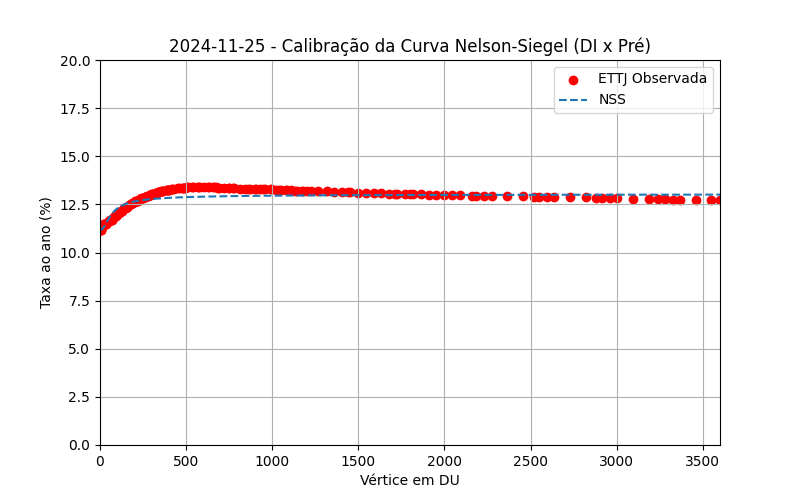 2024-11-25 - Calibração da Curva Nelson-Siegel (DI x Pré)
ETTJ Observada
NSS
Taxa ao ano (%)
20.0
17.5
15.0
12.5
10.0
7.5
5.0
2.5
0.0
0 500 1000 1500 2000 2500 3000 3500
Vértice em DU